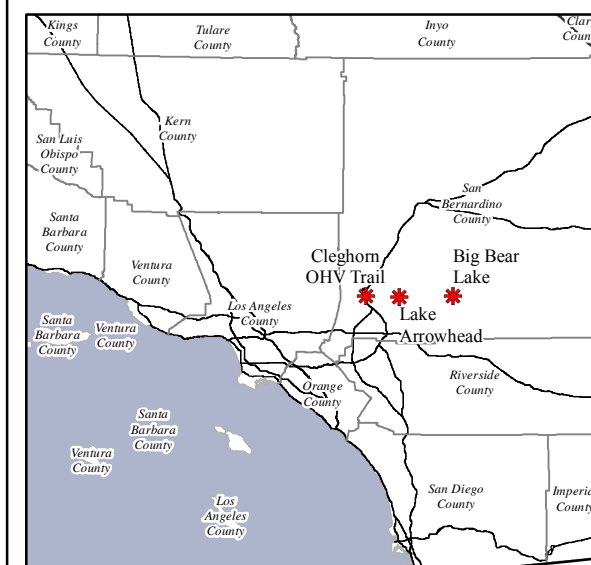 Kings
County
Tulare
County
Inyo
County
Clar
Coun
Kern
County
San Luis
Obispo
County
San
Bernardino
County
Santa
Barbara
County
Ventura
County
Cleghorn
OHV Trail
Big Bear
Lake
Los Angeles
County
Lake
Arrowhead
Santa
Barbara
County
Ventura
County
Riverside
County
Orange
County
Santa
Barbara
County
Ventura
County
Los
Angeles
County
San Diego
County
Imperia
County